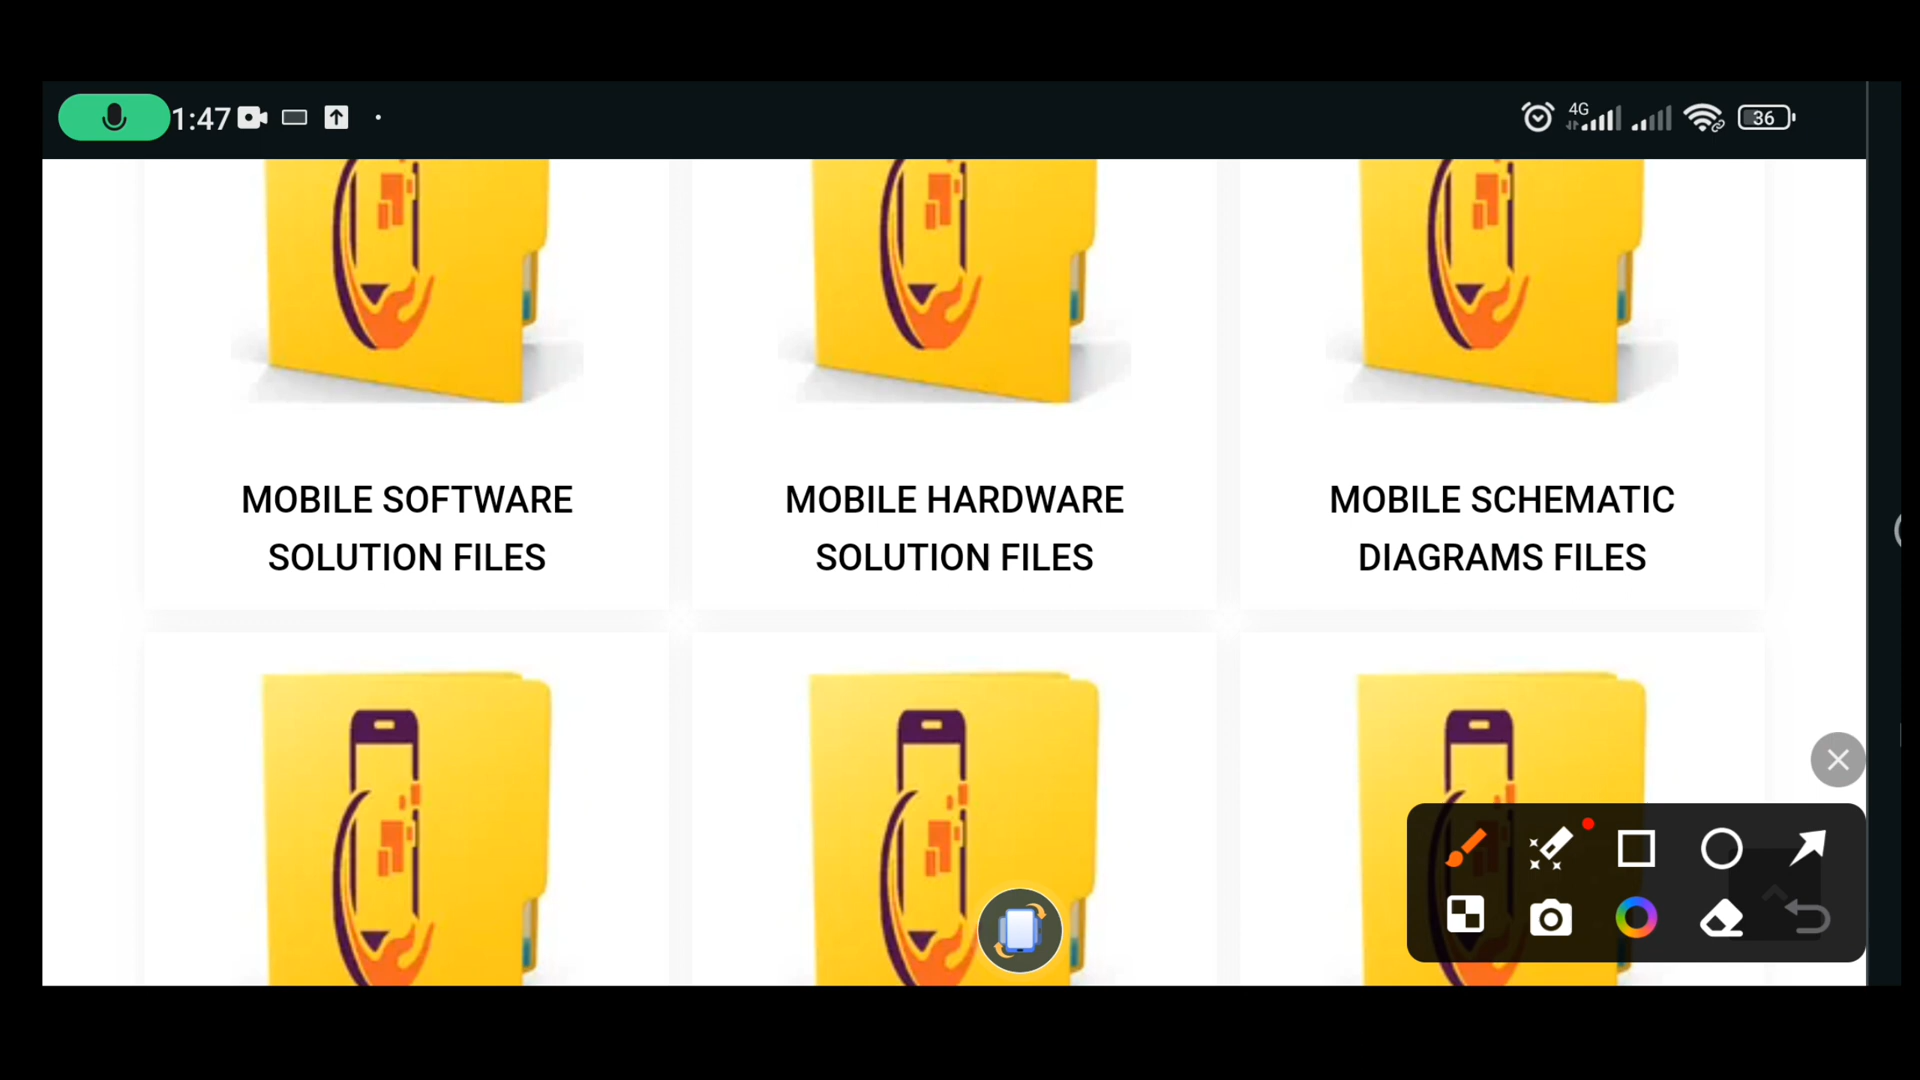 1:47
4G
36
MOBILE SOFTWARE
SOLUTION FILES
MOBILE HARDWARE
SOLUTION FILES
MOBILE SCHEMATIC
DIAGRAMS FILES